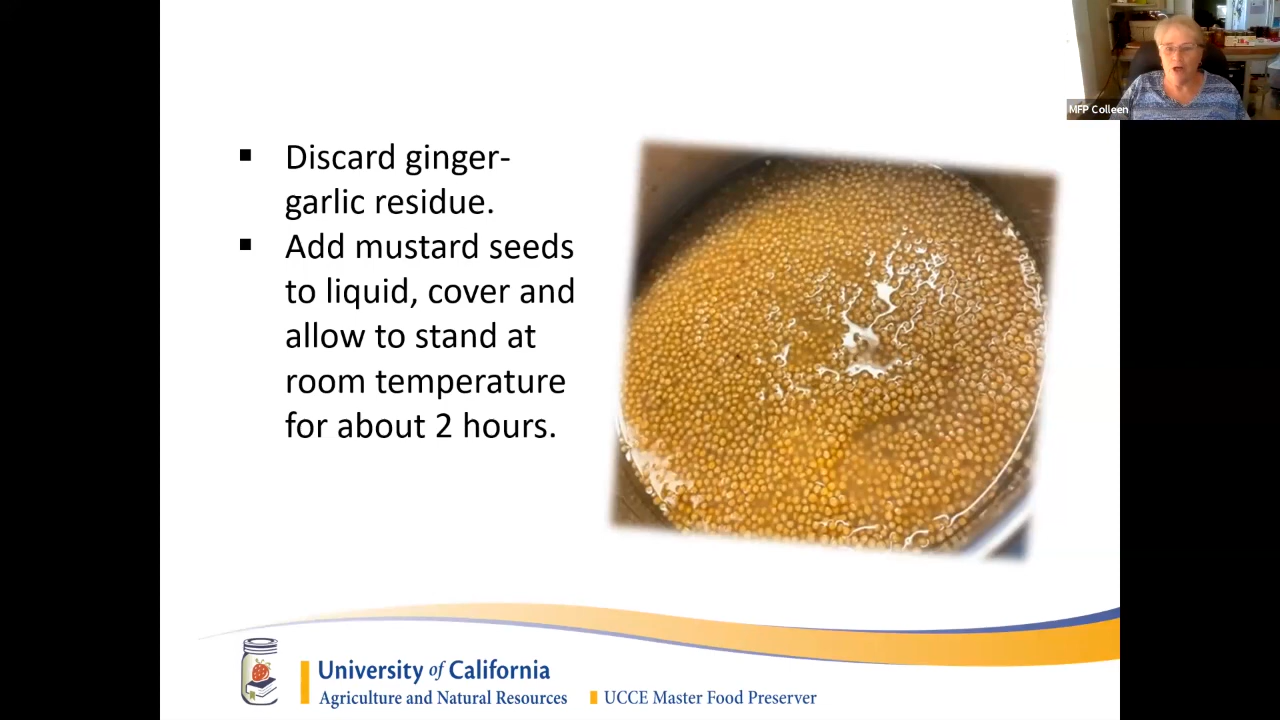 MFP Colleen
▪ Discard ginger-
garlic residue.
▪ Add mustard seeds
to liquid, cover and
allow to stand at
room temperature
for about 2 hours.
University of California
Agriculture and Natural Resources
UCCE Master Food Preserver